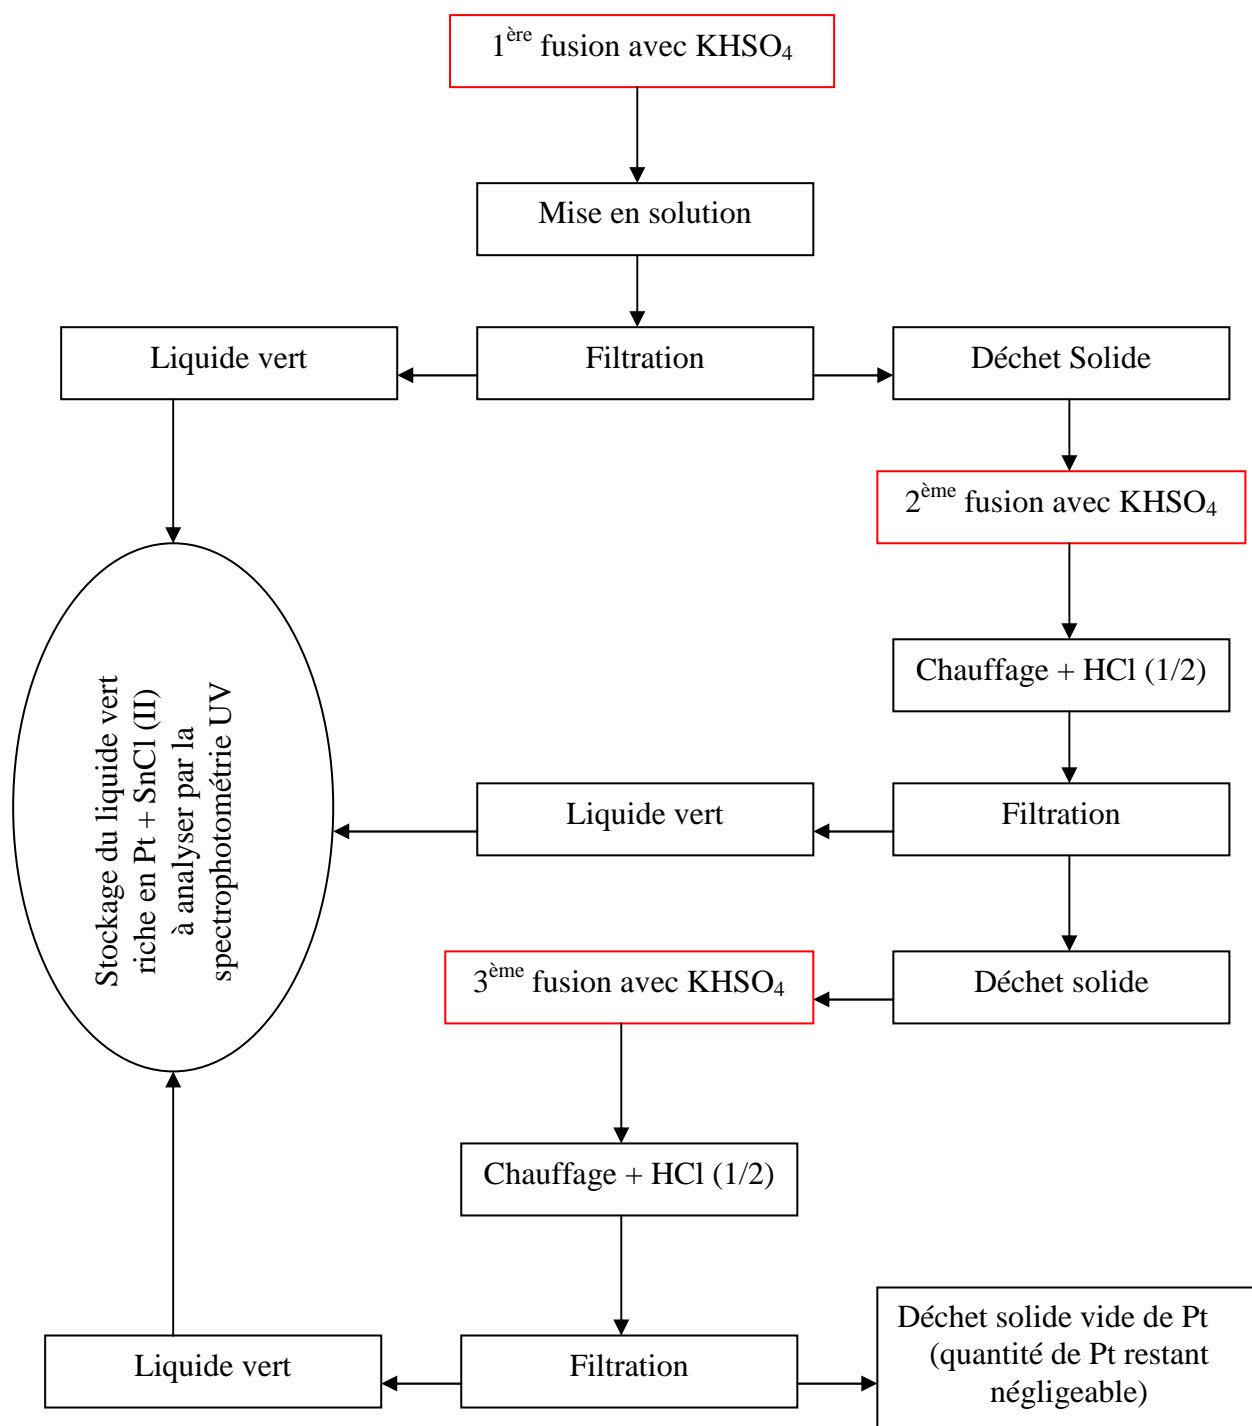 1ère fusion avec KHSO4
Mise en solution
Liquide vert
Filtration
Déchet Solide
2ème fusion avec KHSO4
Chauffage + HCl (1/2)
Stockage du liquide vert
riche en Pt + SnCl (II)
à analyser par la
spectrophotométrie UV
Liquide vert
Filtration
3ème fusion avec KHSO4
Déchet solide
Chauffage + HCl (1/2)
Liquide vert
Filtration
Déchet solide vide de Pt
(quantité de Pt restant
négligeable)